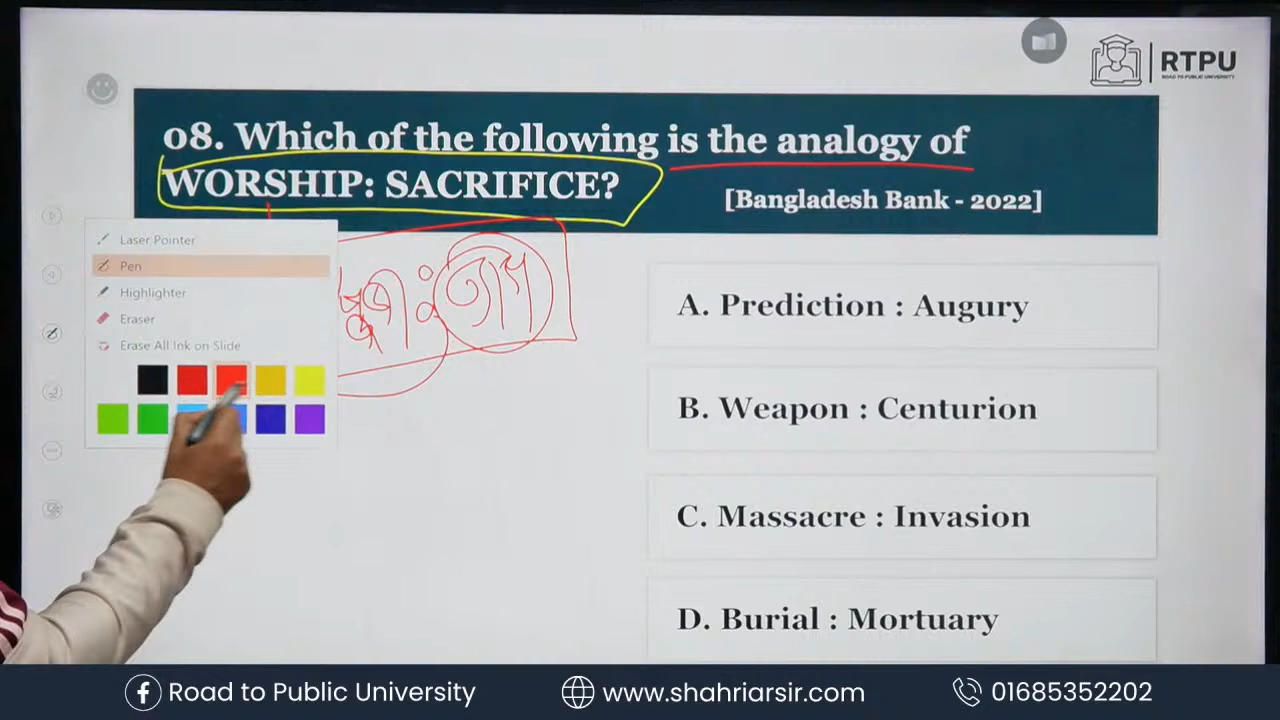 RTPU
ROAD TO PUBLIC UNIVERSITY
08. Which of the following is the analogy of
WORSHIP: SACRIFICE?
[Bangladesh Bank - 2022]
Laser Pointer
Pen
Highlighter
Eraser
Erase All Ink on Slide
A. Prediction : Augury
B. Weapon : Centurion
C. Massacre : Invasion
D. Burial : Mortuary
Road to Public University
www.shahriarsir.com
01685352202